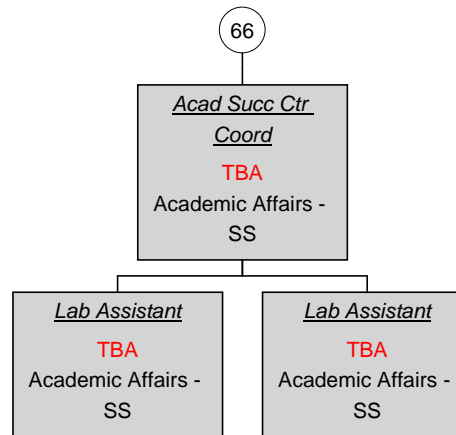 66
Acad Succ Ctr
Coord
TBA
Academic Affairs -
SS
Lab Assistant
TBA
Academic Affairs -
SS
Lab Assistant
TBA
Academic Affairs -
SS